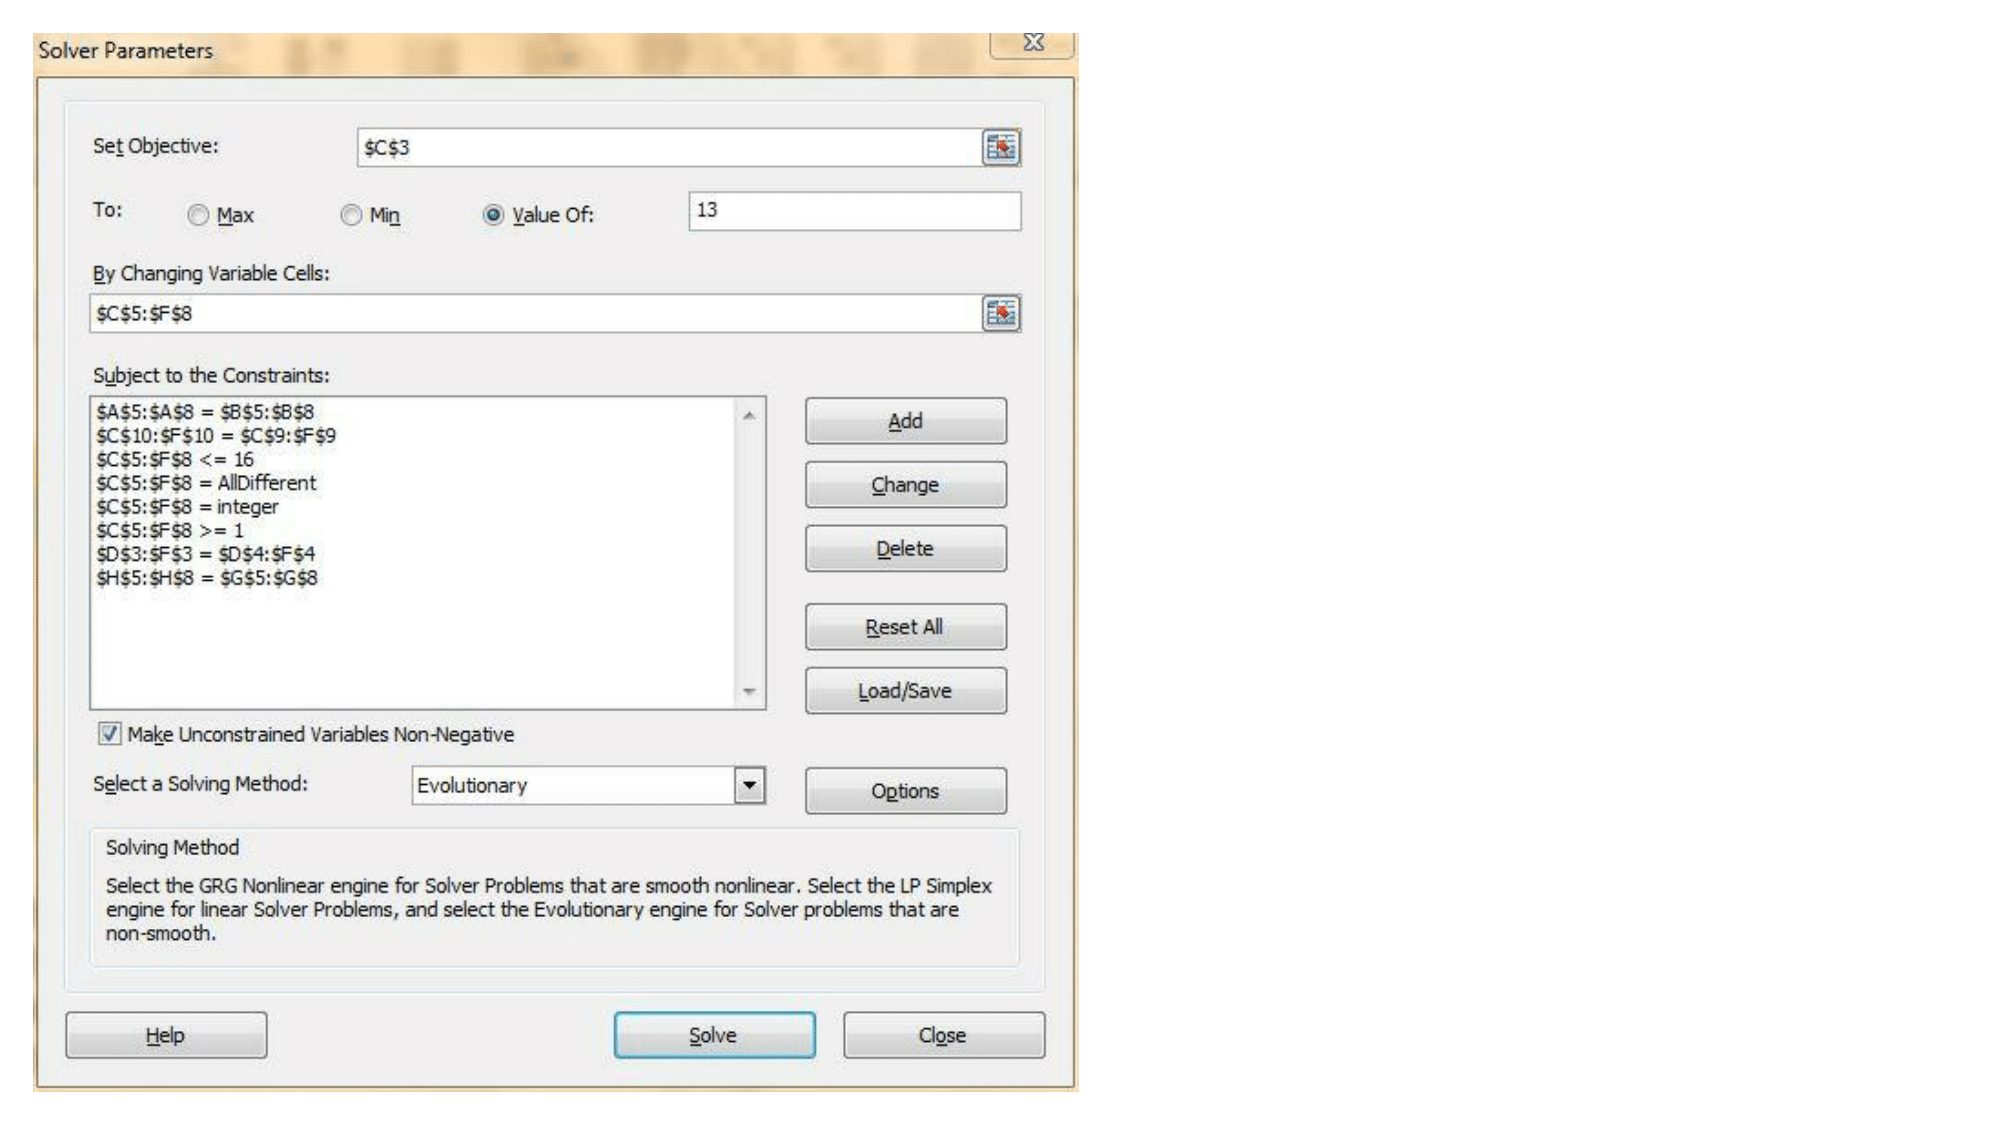 Solver Parameters
Set Objective:
$C$3
To:
Max
Min
Value Of:
13
By Changing Variable Cells:
$C$5:$F$8
Subject to the Constraints:
$A$5:$A$8 = $B$5:$B$8
$C$10:$F$10 = $C$9:$F$9
$C$5:$F$8 <= 16
$C$5:$F$8 = AllDifferent
$C$5:$F$8 = integer
$C$5:$F$8 >= 1
$D$3:$F$3 = $D$4:$F$4
$H$5:$H$8 = $G$5:$G$8
Add
Change
Delete
Reset All
Load/Save
Make Unconstrained Variables Non-Negative
Select a Solving Method:
Evolutionary
Options
Solving Method
Select the GRG Nonlinear engine for Solver Problems that are smooth nonlinear. Select the LP Simplex
engine for linear Solver Problems, and select the Evolutionary engine for Solver problems that are
non-smooth.
Help
Solve
Close